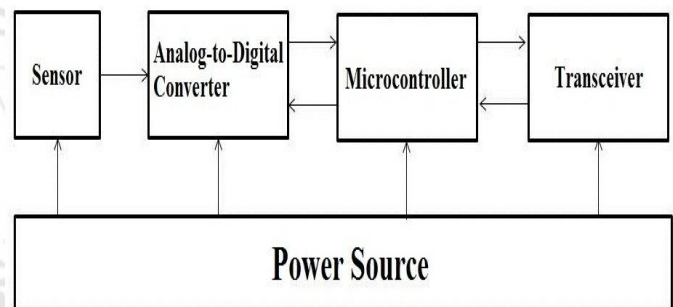 Sensor
Analog-to-Digital
Converter
Microcontroller
Transceiver
Power Source